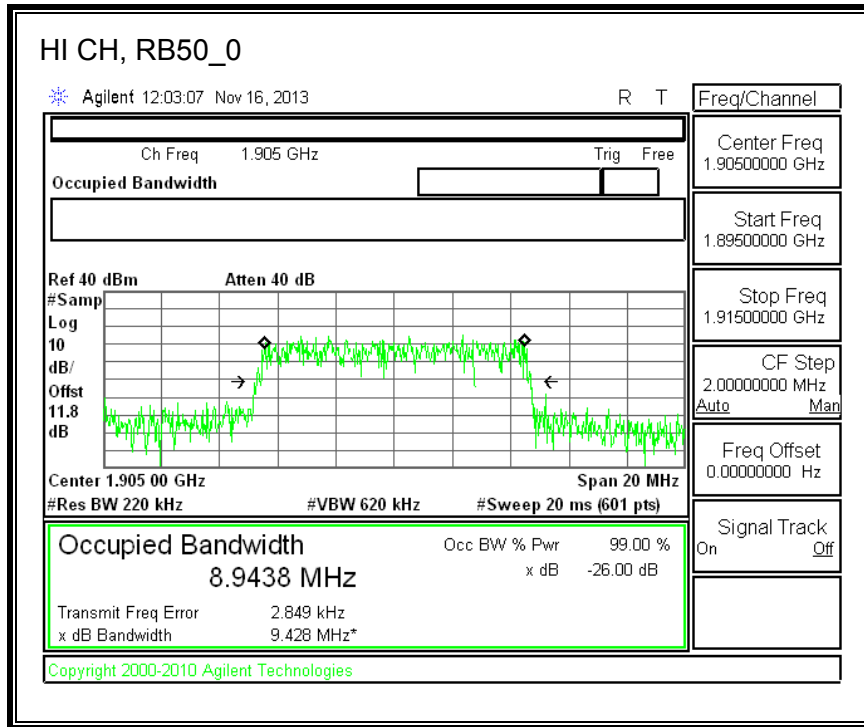 HI CH, RB50_0
Agilent 12:03:07 Nov 16, 2013 R T
Freq/Channel
Ch Freq 1.905 GHz Trig Free
Occupied Bandwidth
Center Freq
1.90500000 GHz
Start Freq
1.89500000 GHz
Stop Freq
1.91500000 GHz
CF Step
2.00000000 MHz
Auto Man
Freq Offset
0.00000000 Hz
Signal Track
On Off
Ref 40 dBm Atten 40 dB
#Samp
Log
10
dB/
Offst
11.8
dB
Center 1.905 00 GHz Span 20 MHz
#Res BW 220 kHz #VBW 620 kHz #Sweep 20 ms (601 pts)
Occupied Bandwidth
8.9438 MHz
Occ BW % Pwr 99.00 %
x dB -26.00 dB
Transmit Freq Error 2.849 kHz
x dB Bandwidth 9.428 MHz*
Copyright 2000-2010 Agilent Technologies